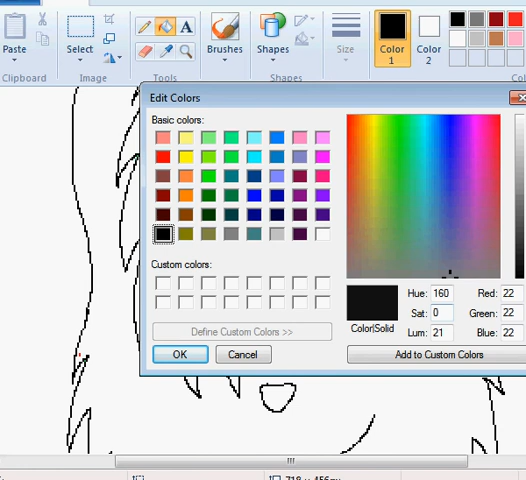 Paste
Select
A
Brushes
Shapes
Size
Color
1
Color
2
Clipboard
Image
Tools
Shapes
Edit Colors
Basic colors:
Custom colors:
Define Custom Colors >>
OK
Cancel
Color|Solid
Hue: 160
Red: 22
Sat: 0
Green: 22
Lum: 21
Blue: 22
Add to Custom Colors